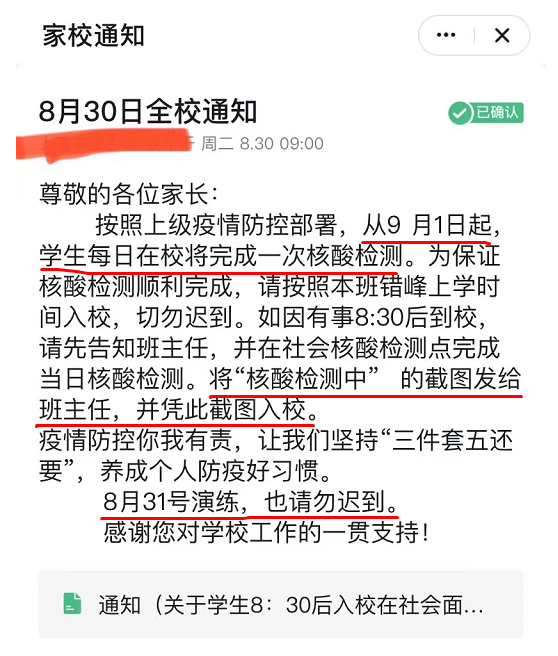 家校通知
8月30日全校通知
已确认
周二 8.30 09:00
尊敬的各位家长：
按照上级疫情防控部署，从9 月1日起，
学生每日在校将完成一次核酸检测。为保证
核酸检测顺利完成，请按照本班错峰上学时
间入校，切勿迟到。如因有事8:30后到校，
请先告知班主任，并在社会核酸检测点完成
当日核酸检测。将“核酸检测中” 的截图发给
班主任，并凭此截图入校。
疫情防控你我有责，让我们坚持“三件套五还
要”，养成个人防疫好习惯。
8月31号演练，也请勿迟到。
感谢您对学校工作的一贯支持！
通知（关于学生8：30后入校在社会面...